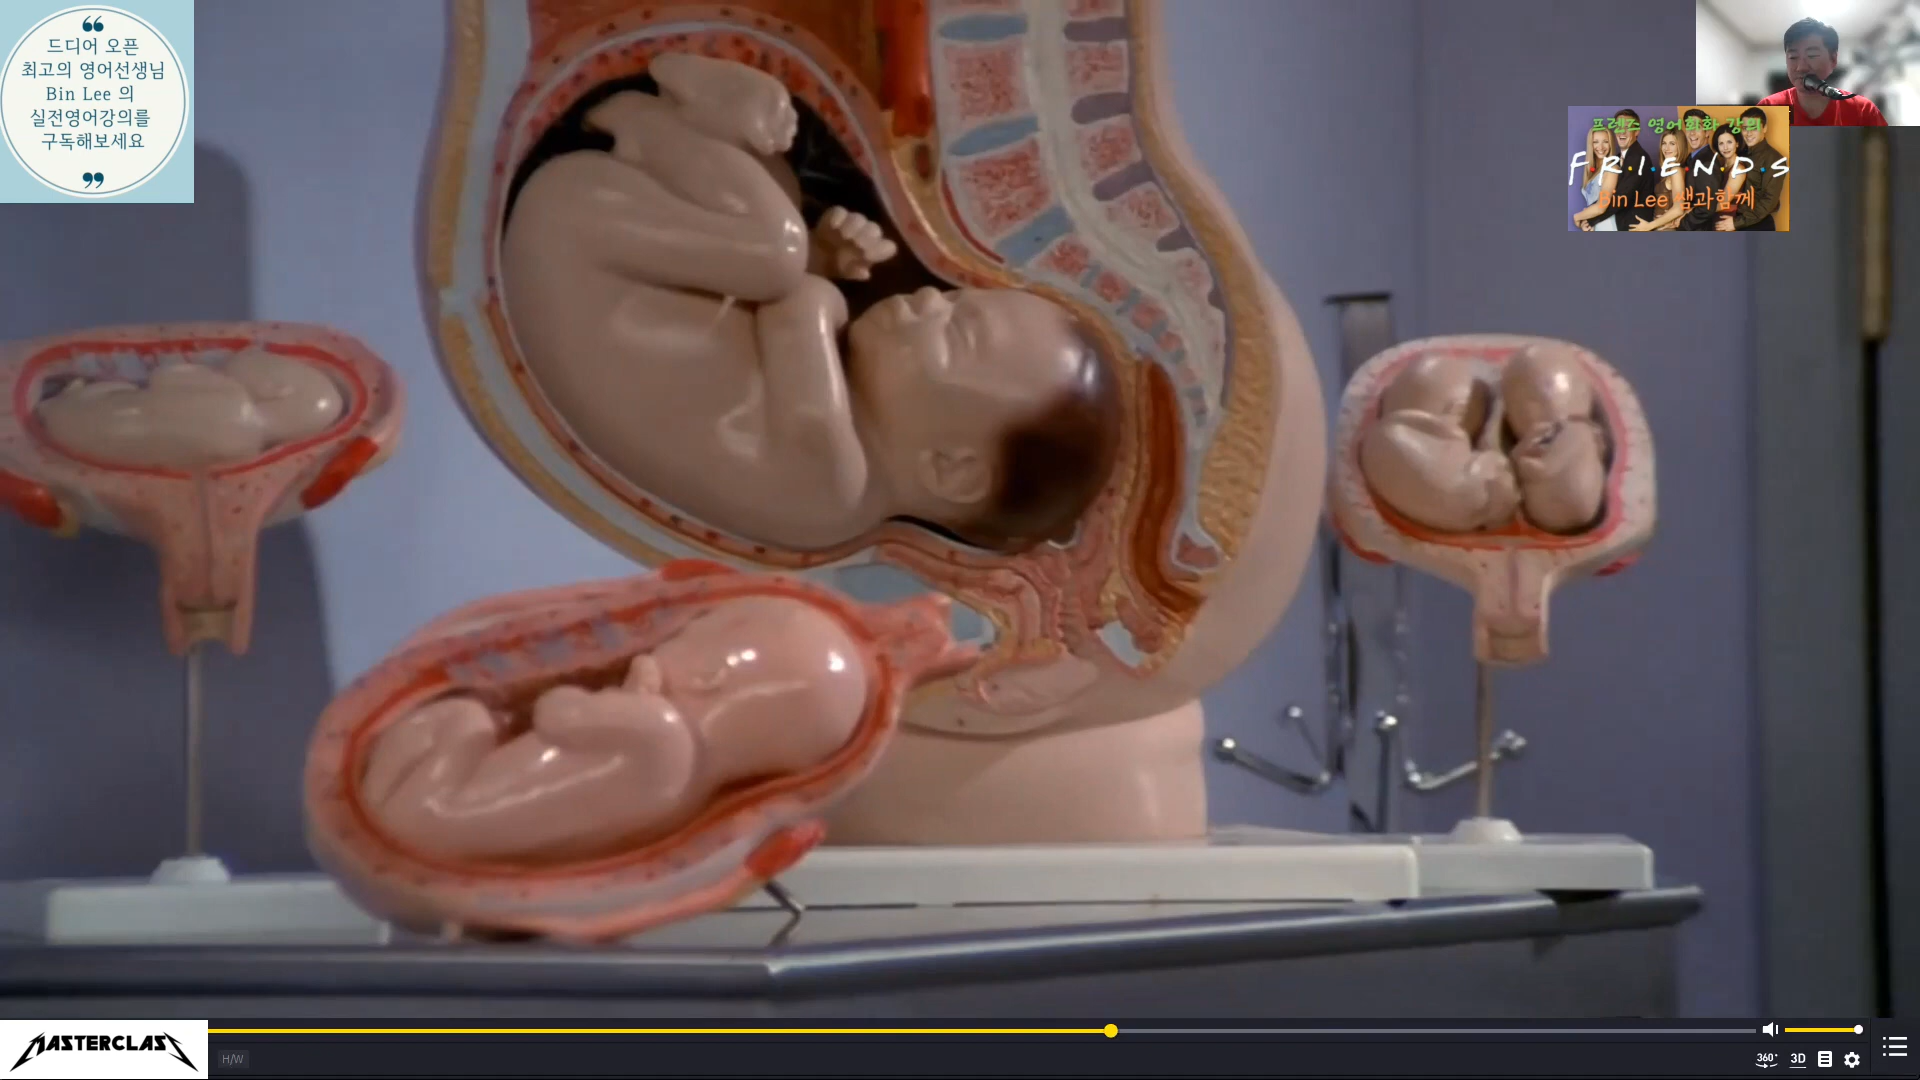 ❝
드디어 오픈
최고의 영어선생님
Bin Lee 의
실전영어강의를
구독해보세요
❞
프렌즈 영어회화 강의
F·R·I·E·N·D·S
Bin Lee 쌤과함께
MASTERCLASS
H/W
360°
3D